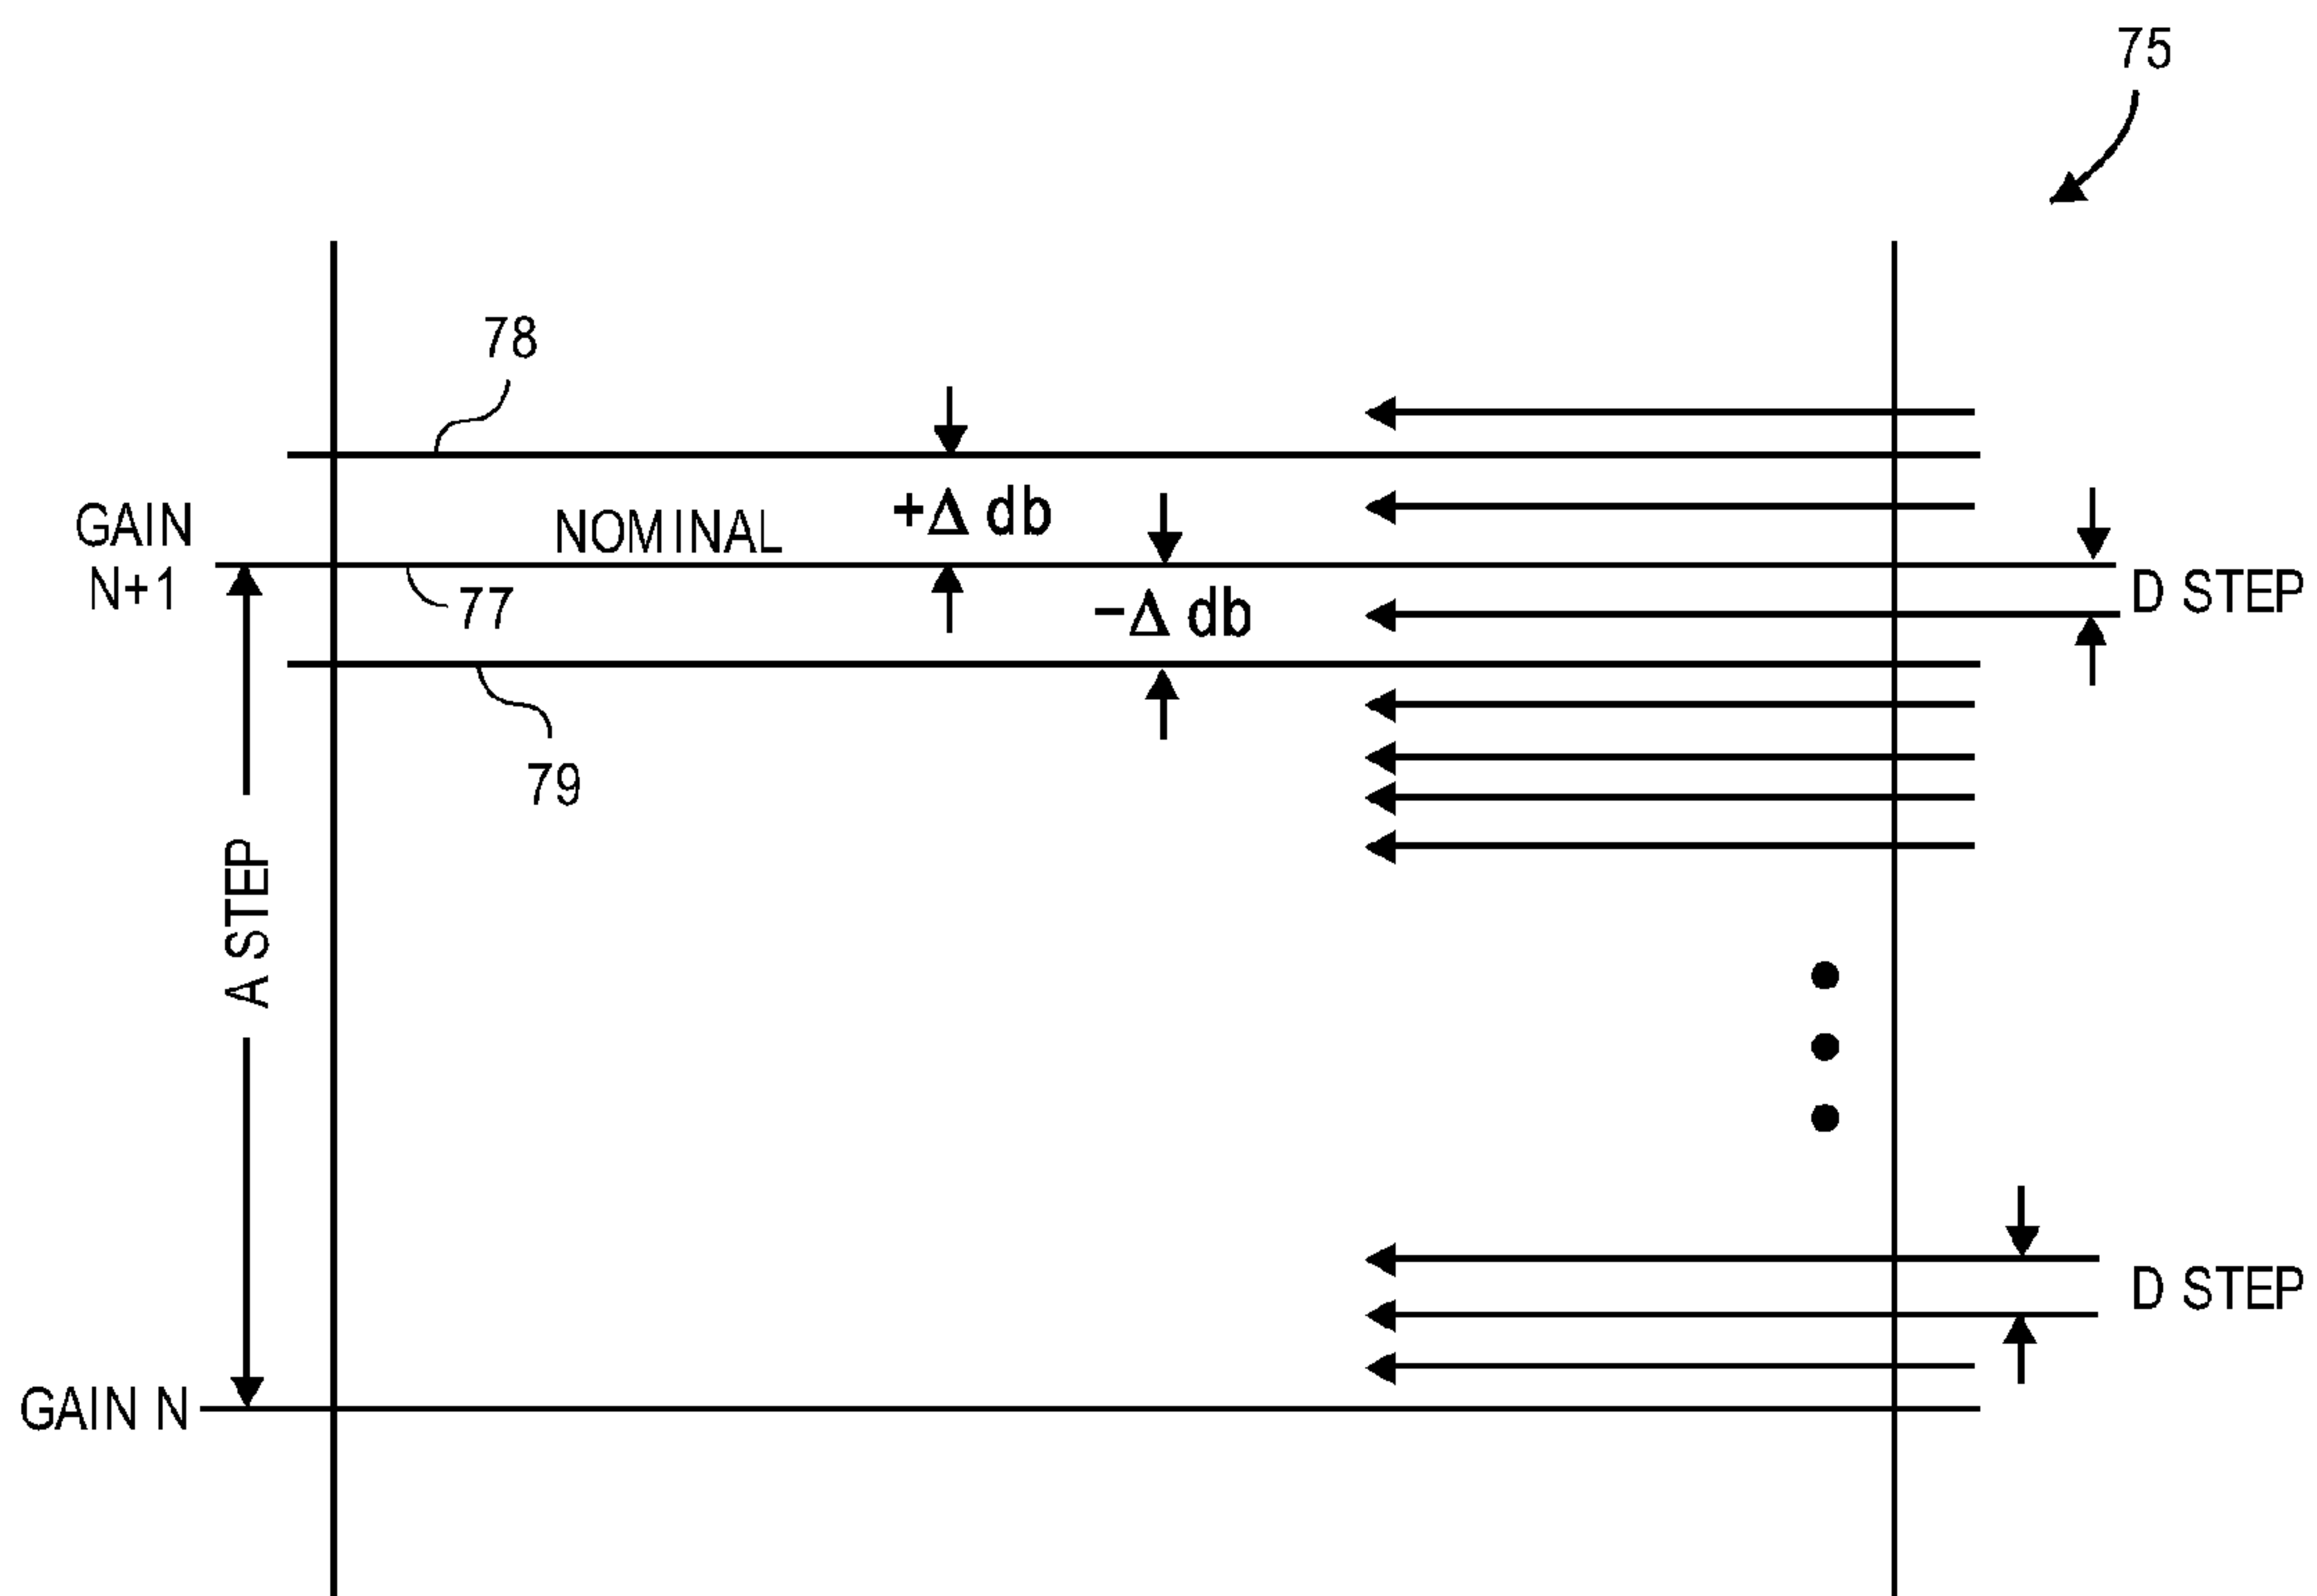 75
78
GAIN
N+1
NOMINAL
+Δ db
77
−Δ db
D STEP
79
A STEP
D STEP
GAIN N